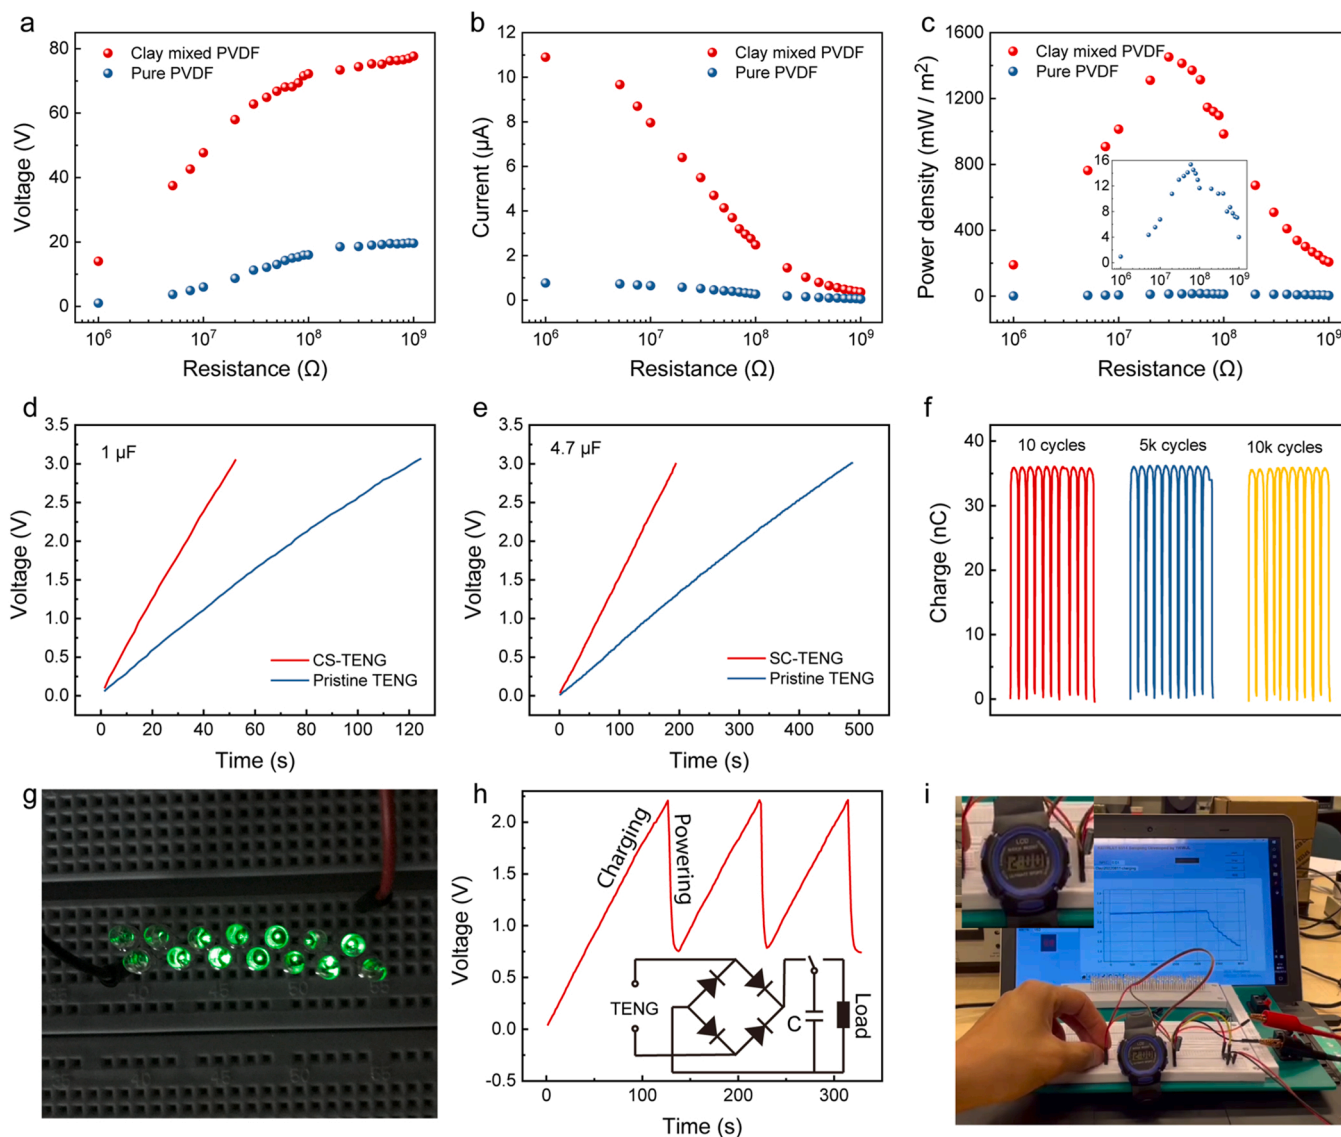 a
Clay mixed PVDF
Pure PVDF
80
60
40
20
0
Voltage (V)
10⁶
10⁷
10⁸
10⁹
Resistance (Ω)
b
Clay mixed PVDF
Pure PVDF
12
10
8
6
4
2
0
Current (μA)
10⁶
10⁷
10⁸
10⁹
Resistance (Ω)
c
Clay mixed PVDF
Pure PVDF
1600
1200
800
400
0
Power density (mW / m²)
16
12
8
4
0
10⁶
10⁷
10⁸
10⁹
10⁶
10⁷
10⁸
10⁹
Resistance (Ω)
d
1 μF
3.5
3.0
2.5
2.0
1.5
1.0
0.5
0.0
Voltage (V)
CS-TENG
Pristine TENG
0 20 40 60 80 100 120
Time (s)
e
4.7 μF
3.5
3.0
2.5
2.0
1.5
1.0
0.5
0.0
Voltage (V)
SC-TENG
Pristine TENG
0 100 200 300 400 500
Time (s)
f
10 cycles
5k cycles
10k cycles
40
30
20
10
0
Charge (nC)
g
h
2.0
1.5
1.0
0.5
0.0
-0.5
Voltage (V)
Charging
Powering
TENG
C
Load
0 100 200 300
Time (s)
i
LCD